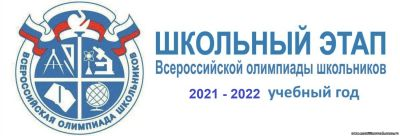 ШКОЛЬНЫЙ ЭТАП
Всероссийской олимпиады школьников
2021 - 2022 учебный год
ВСЕРОССИЙСКАЯ ОЛИМПИАДА ШКОЛЬНИКОВ